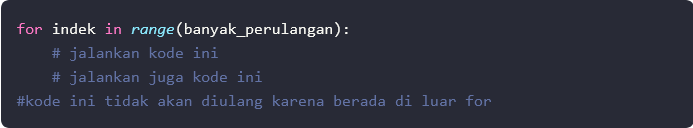 for indek in range(banyak_perulangan):
    # jalankan kode ini
    # jalankan juga kode ini
#kode ini tidak akan diulang karena berada di luar for